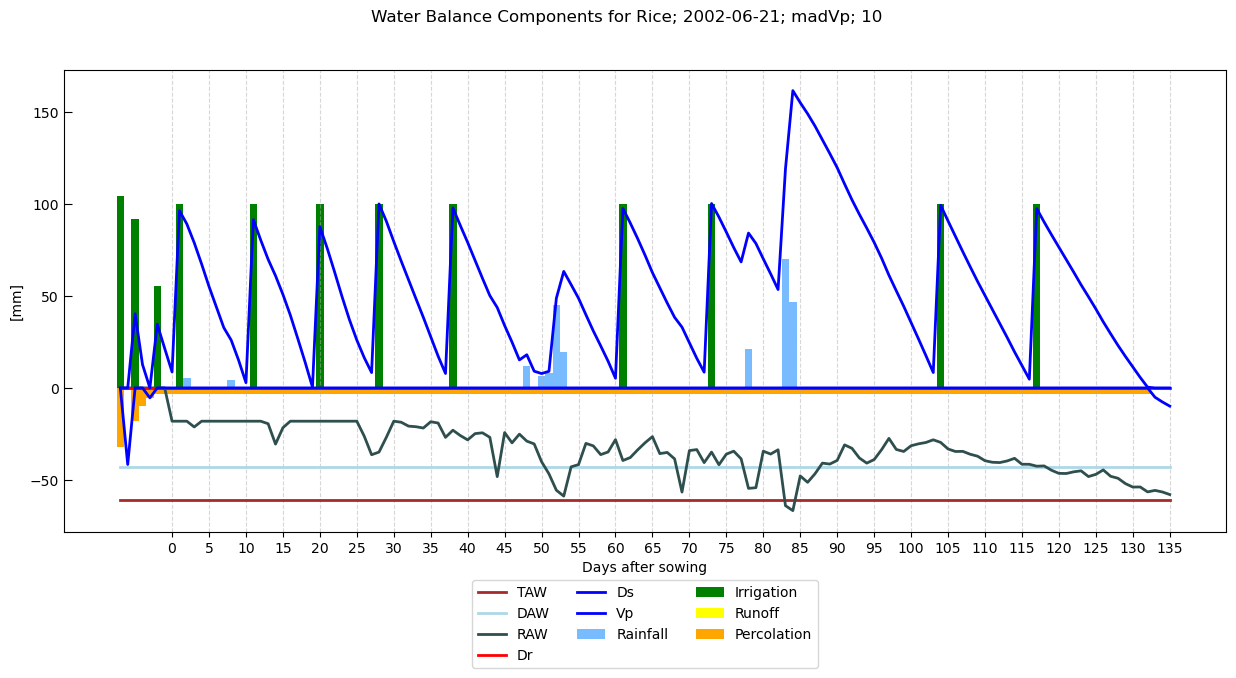 Water Balance Components for Rice; 2002-06-21; madVp; 10
150
100
50
0
−50
[mm]
0 5 10 15 20 25 30 35 40 45 50 55 60 65 70 75 80 85 90 95 100 105 110 115 120 125 130 135
Days after sowing
TAW Ds Irrigation
DAW Vp Runoff
RAW Rainfall Percolation
Dr